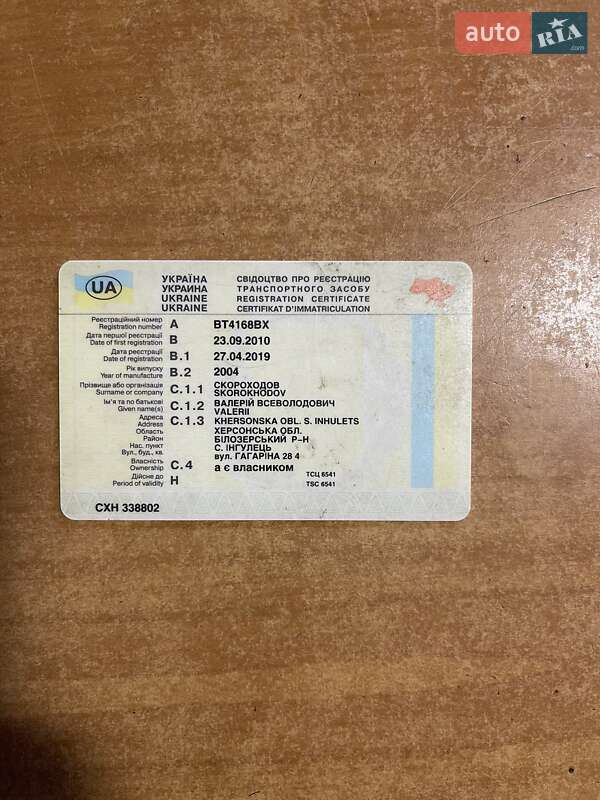 auto RIA .com
UA
УКРАЇНА СВІДОЦТВО ПРО РЕЄСТРАЦІЮ
УКРАИНА ТРАНСПОРТНОГО ЗАСОБУ
UKRAINE REGISTRATION CERTIFICATE
UKRAINE CERTIFIKAT D'IMMATRICULATION
Реєстраційний номер
Registration number A BT4168BX
Дата першої реєстрації
Date of first registration B 23.09.2010
Дата реєстрації
Date of registration B.1 27.04.2019
Рік випуску
Year of manufacture B.2 2004
Прізвище або організація C.1.1 СКОРОХОДОВ
Surname or company SKOROKHODOV
Ім'я та по батькові C.1.2 ВАЛЕРІЙ ВСЕВОЛОДОВИЧ
Given name(s) VALERII
Адреса C.1.3 KHERSONSKA OBL. S. INHULETS
Address
Область ХЕРСОНСЬКА ОБЛ.
Район БІЛОЗЕРСЬКИЙ Р-Н
Нас. пункт С. ІНГУЛЕЦЬ
Вул., буд., кв. вул. ГАГАРІНА 28 4
Власність
Ownership C.4 а є власником
Дійсне до ТСЦ 6541
Period of validity H TSC 6541
CXH 338802